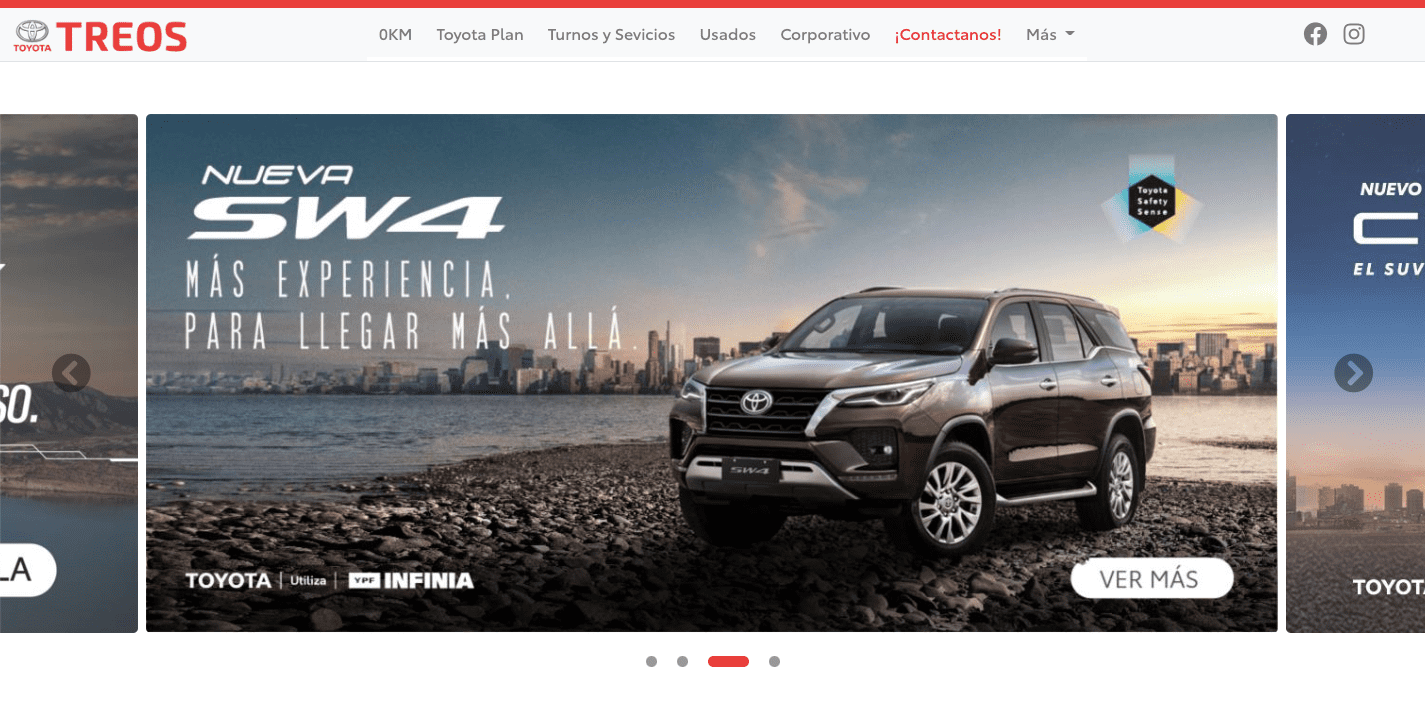 TOYOTA TREOS
0KM Toyota Plan Turnos y Sevicios Usados Corporativo ¡Contactanos! Más
NUEVA
SW4
MÁS EXPERIENCIA.
PARA LLEGAR MÁS ALLÁ.
Toyota
Safety
Sense
SW4
TOYOTA | Utiliza | YPF INFINIA
VER MÁS
SO.
LA
NUEVO
C
EL SUV
TOYOTA